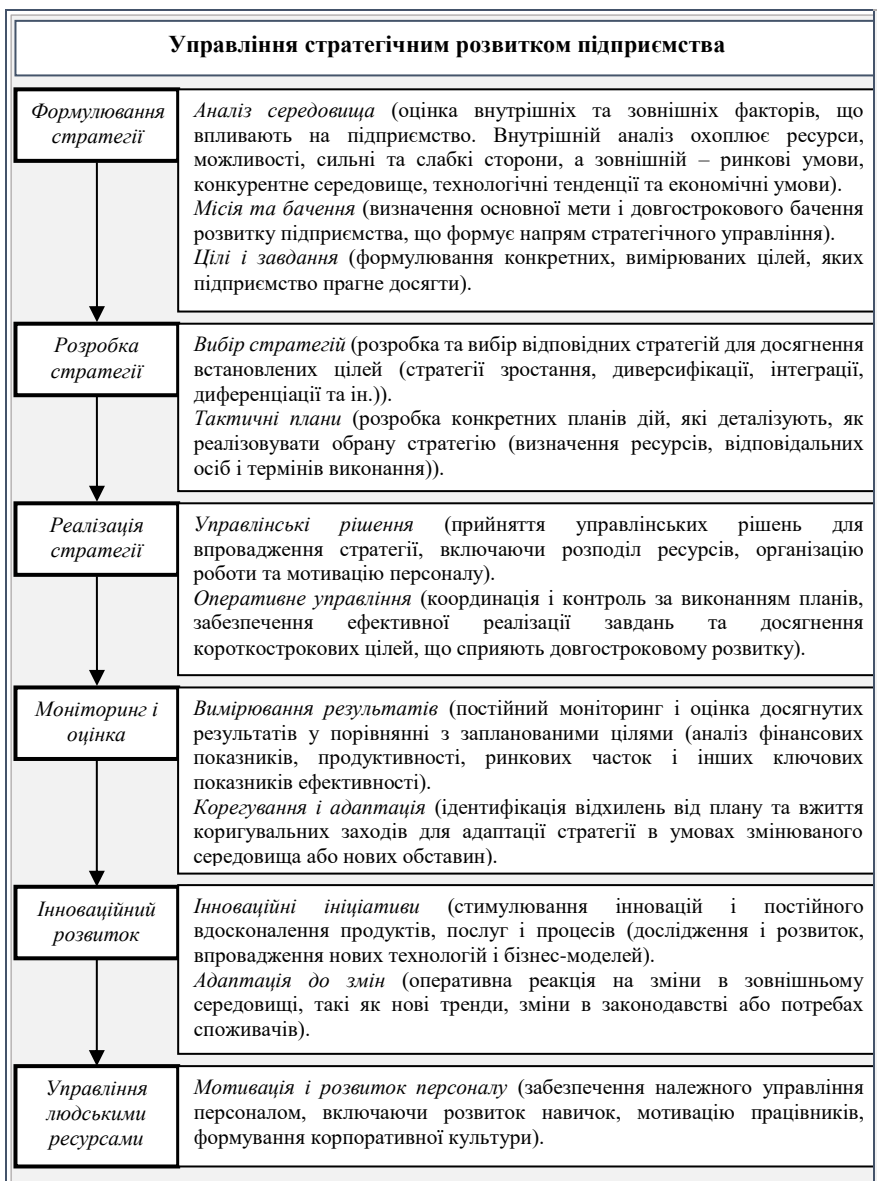 Управління стратегічним розвитком підприємства
Формулювання
стратегії
Аналіз середовища (оцінка внутрішніх та зовнішніх факторів, що
впливають на підприємство. Внутрішній аналіз охоплює ресурси,
можливості, сильні та слабкі сторони, а зовнішній – ринкові умови,
конкурентне середовище, технологічні тенденції та економічні умови).
Місія та бачення (визначення основної мети і довгострокового бачення
розвитку підприємства, що формує напрям стратегічного управління).
Цілі і завдання (формулювання конкретних, вимірюваних цілей, яких
підприємство прагне досягти).
Розробка
стратегії
Вибір стратегій (розробка та вибір відповідних стратегій для досягнення
встановлених цілей (стратегії зростання, диверсифікації, інтеграції,
диференціації та ін.)).
Тактичні плани (розробка конкретних планів дій, які деталізують, як
реалізовувати обрану стратегію (визначення ресурсів, відповідальних
осіб і термінів виконання)).
Реалізація
стратегії
Управлінські рішення (прийняття управлінських рішень для
впровадження стратегії, включаючи розподіл ресурсів, організацію
роботи та мотивацію персоналу).
Оперативне управління (координація і контроль за виконанням планів,
забезпечення ефективної реалізації завдань та досягнення
короткострокових цілей, що сприяють довгостроковому розвитку).
Моніторинг і
оцінка
Вимірювання результатів (постійний моніторинг і оцінка досягнутих
результатів у порівнянні з запланованими цілями (аналіз фінансових
показників, продуктивності, ринкових часток і інших ключових
показників ефективності).
Корегування і адаптація (ідентифікація відхилень від плану та вжиття
коригувальних заходів для адаптації стратегії в умовах змінюваного
середовища або нових обставин).
Інноваційний
розвиток
Інноваційні ініціативи (стимулювання інновацій і постійного
вдосконалення продуктів, послуг і процесів (дослідження і розвиток,
впровадження нових технологій і бізнес-моделей).
Адаптація до змін (оперативна реакція на зміни в зовнішньому
середовищі, такі як нові тренди, зміни в законодавстві або потребах
споживачів).
Управління
людськими
ресурсами
Мотивація і розвиток персоналу (забезпечення належного управління
персоналом, включаючи розвиток навичок, мотивацію працівників,
формування корпоративної культури).